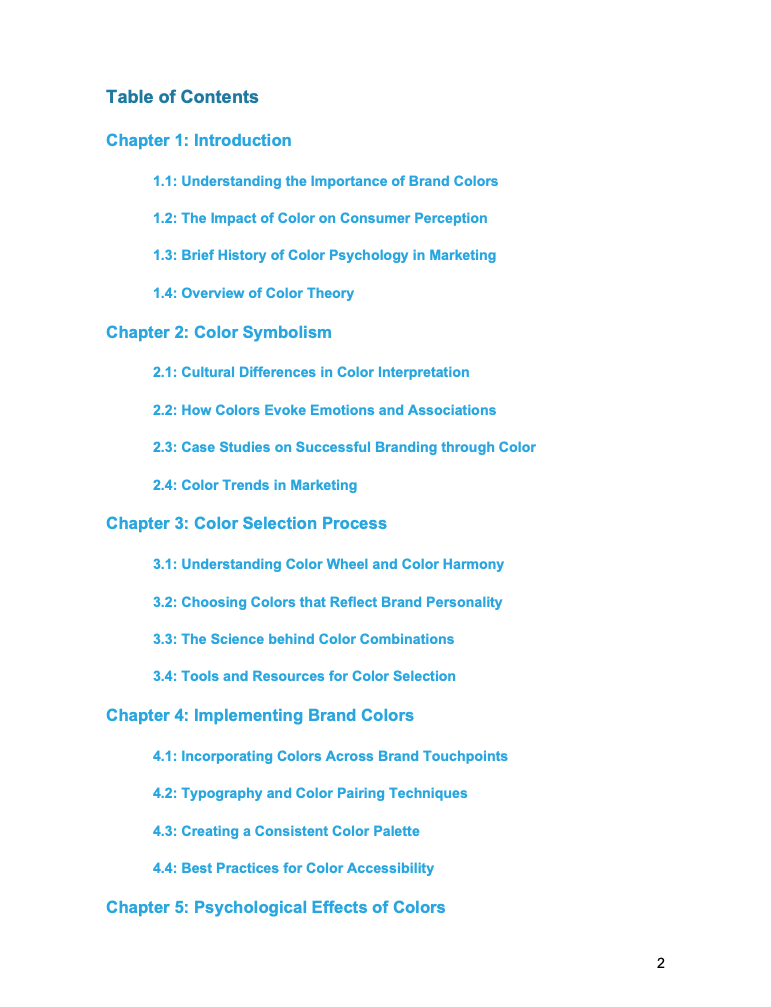 Table of Contents
Chapter 1: Introduction
1.1: Understanding the Importance of Brand Colors
1.2: The Impact of Color on Consumer Perception
1.3: Brief History of Color Psychology in Marketing
1.4: Overview of Color Theory
Chapter 2: Color Symbolism
2.1: Cultural Differences in Color Interpretation
2.2: How Colors Evoke Emotions and Associations
2.3: Case Studies on Successful Branding through Color
2.4: Color Trends in Marketing
Chapter 3: Color Selection Process
3.1: Understanding Color Wheel and Color Harmony
3.2: Choosing Colors that Reflect Brand Personality
3.3: The Science behind Color Combinations
3.4: Tools and Resources for Color Selection
Chapter 4: Implementing Brand Colors
4.1: Incorporating Colors Across Brand Touchpoints
4.2: Typography and Color Pairing Techniques
4.3: Creating a Consistent Color Palette
4.4: Best Practices for Color Accessibility
Chapter 5: Psychological Effects of Colors
2